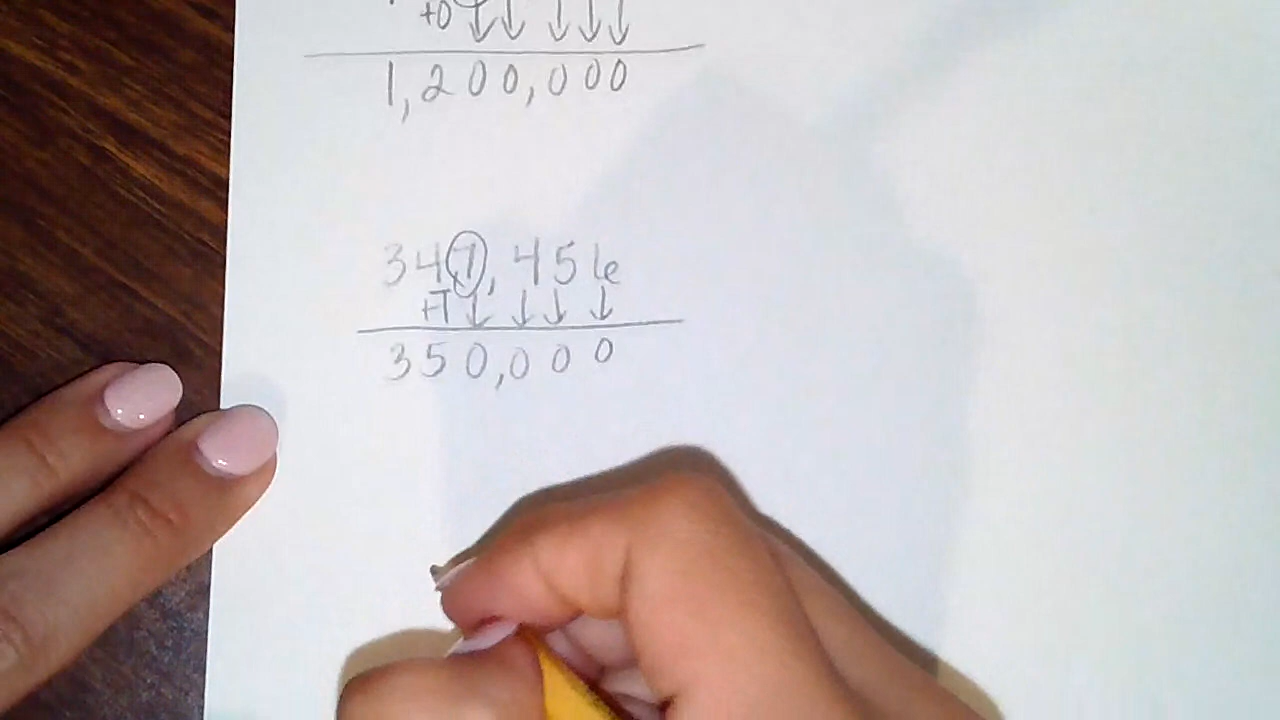 +0 ↓ ↓ ↓ ↓ ↓
1,200,000
347,456
+1 ↓ ↓ ↓ ↓
350,000